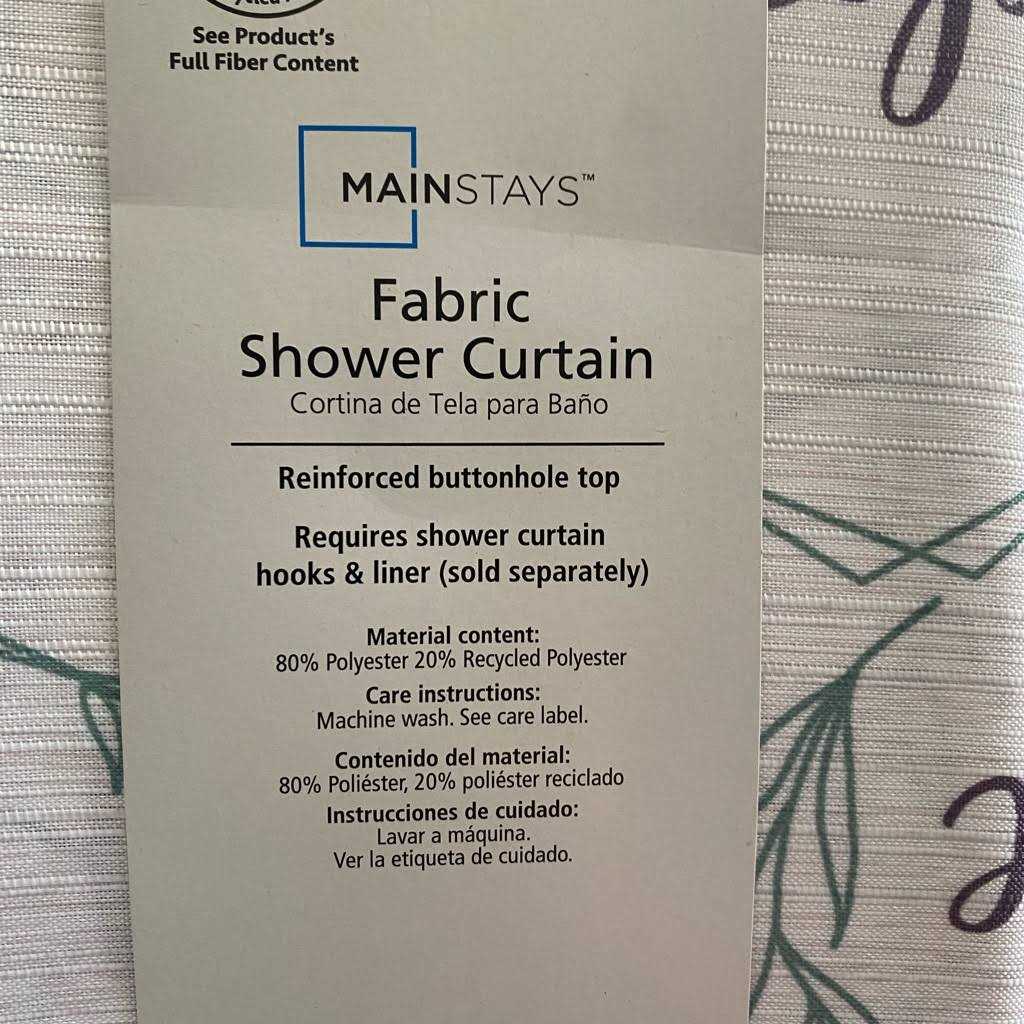 See Product's
Full Fiber Content
MAINSTAYS™
Fabric
Shower Curtain
Cortina de Tela para Baño
Reinforced buttonhole top
Requires shower curtain
hooks & liner (sold separately)
Material content:
80% Polyester 20% Recycled Polyester
Care instructions:
Machine wash. See care label.
Contenido del material:
80% Poliéster, 20% poliéster reciclado
Instrucciones de cuidado:
Lavar a máquina.
Ver la etiqueta de cuidado.